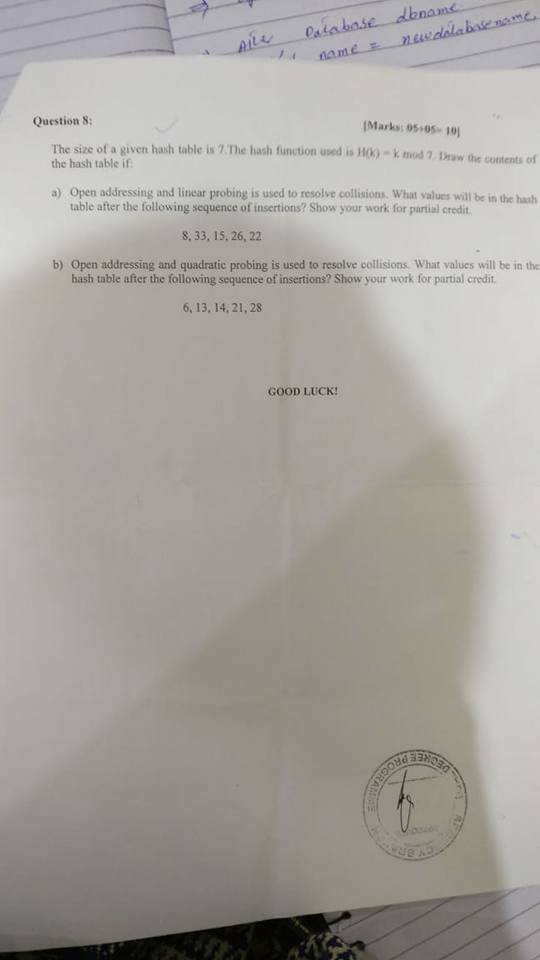 Alter Database dbname
name = newdatabasename,
Question 8:
[Marks: 05+05= 10]
The size of a given hash table is 7.The hash function used is H(k) = k mod 7. Draw the contents of
the hash table if:
a) Open addressing and linear probing is used to resolve collisions. What values will be in the hash
table after the following sequence of insertions? Show your work for partial credit.
8, 33, 15, 26, 22
b) Open addressing and quadratic probing is used to resolve collisions. What values will be in the
hash table after the following sequence of insertions? Show your work for partial credit.
6, 13, 14, 21, 28
GOOD LUCK!
DEGREE PROGRAMME